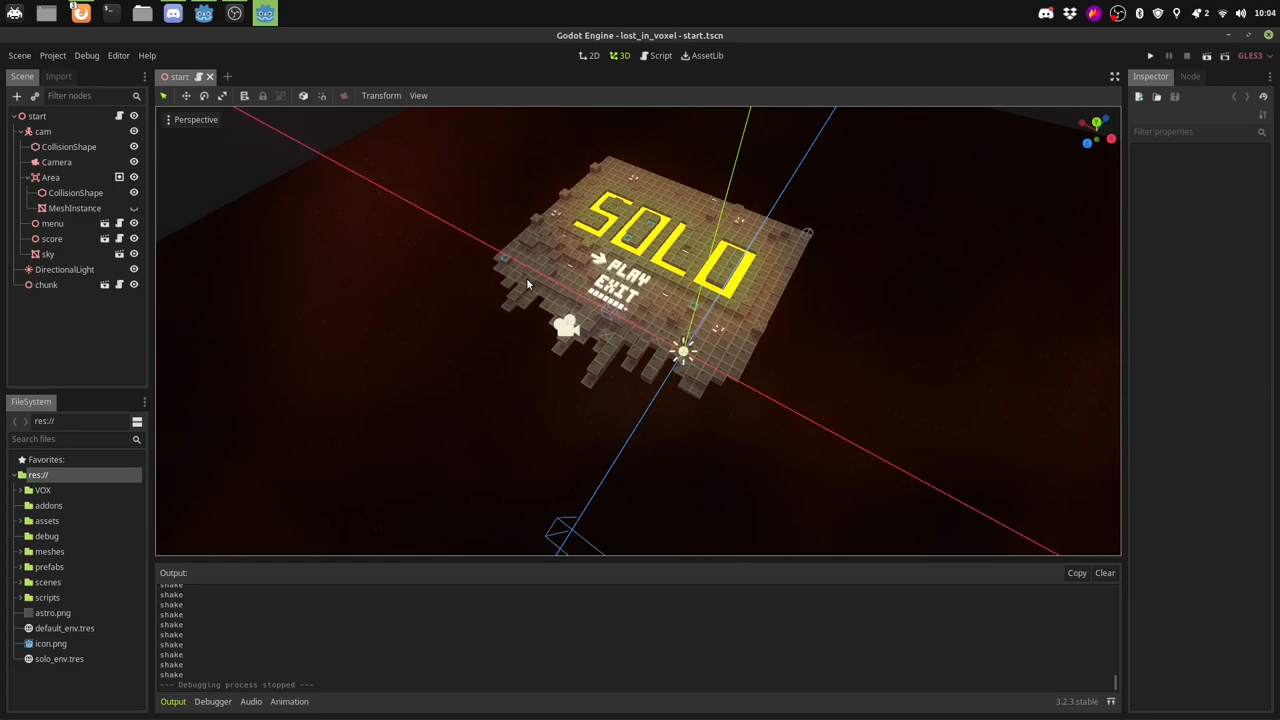 3
2
10:04
Godot Engine - lost_in_voxel - start.tscn
Scene Project Debug Editor Help
2D 3D Script AssetLib
GLES3
Scene Import
start
Inspector Node
Filter nodes
Transform View
Perspective
Filter properties
start
cam
CollisionShape
Camera
Area
CollisionShape
MeshInstance
menu
score
sky
DirectionalLight
chunk
Y
SOLO
PLAY
EXIT
FileSystem
res://
Search files
Favorites:
res://
VOX
addons
assets
debug
meshes
prefabs
scenes
scripts
astro.png
default_env.tres
icon.png
solo_env.tres
Output:
Copy Clear
shake
shake
shake
shake
shake
shake
shake
shake
shake
shake
--- Debugging process stopped ---
Output Debugger Audio Animation
3.2.3.stable